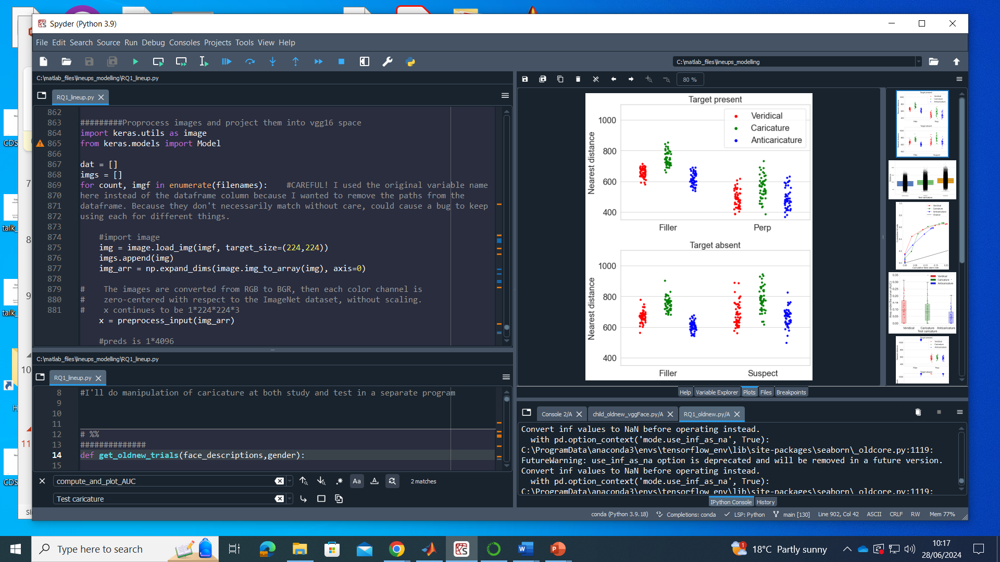 Spyder (Python 3.9)
File Edit Search Source Run Debug Consoles Projects Tools View Help
C:\matlab_files\lineups_modelling
C:\matlab_files\lineups_modelling\RQ1_lineup.py
RQ1_lineup.py
862
863 #########Proprocess images and project them into vgg16 space
864 import keras.utils as image
865 from keras.models import Model
866
867 dat = []
868 imgs = []
869 for count, imgf in enumerate(filenames): #CAREFUL! I used the original variable name
870 here instead of the dataframe column because I wanted to remove the paths from the
871 dataframe. Because they don't necessarily match without care, could cause a bug to keep
872 using each for different things.
873
874 #import image
875 img = image.load_img(imgf, target_size=(224,224))
876 imgs.append(img)
877 img_arr = np.expand_dims(image.img_to_array(img), axis=0)
878
879 # The images are converted from RGB to BGR, then each color channel is
880 # zero-centered with respect to the ImageNet dataset, without scaling.
881 # x continues to be 1*224*224*3
x = preprocess_input(img_arr)
#preds is 1*4096
C:\matlab_files\lineups_modelling\RQ1_lineup.py
RQ1_lineup.py
8 #I'll do manipulation of caricature at both study and test in a separate program
9
10
11
12 # %%
13 ##############
14 def get_oldnew_trials(face_descriptions,gender):
15
compute_and_plot_AUC
Aa
2 matches
Test caricature
80 %
Target present
Veridical
Caricature
Anticaricature
Nearest distance
1000
800
600
400
Filler Perp
Target absent
Nearest distance
1000
800
600
400
Filler Suspect
Help Variable Explorer Plots Files Breakpoints
Console 2/A child_oldnew_vggFace.py/A RQ1_oldnew.py/A
Convert inf values to NaN before operating instead.
with pd.option_context('mode.use_inf_as_na', True):
C:\ProgramData\anaconda3\envs\tensorflow_env\lib\site-packages\seaborn\_oldcore.py:1119:
FutureWarning: use_inf_as_na option is deprecated and will be removed in a future version.
Convert inf values to NaN before operating instead.
with pd.option_context('mode.use_inf_as_na', True):
C:\ProgramData\anaconda3\envs\tensorflow_env\lib\site-packages\seaborn\_oldcore.py:1119:
IPython Console History
conda (Python 3.9.18) Completions: conda LSP: Python main [130] Line 902, Col 42 ASCII CRLF RW Mem 77%
CDS
talk_
talk_
CDS
7
8
9
10
11
Type here to search
1
18°C Partly sunny
10:17
28/06/2024